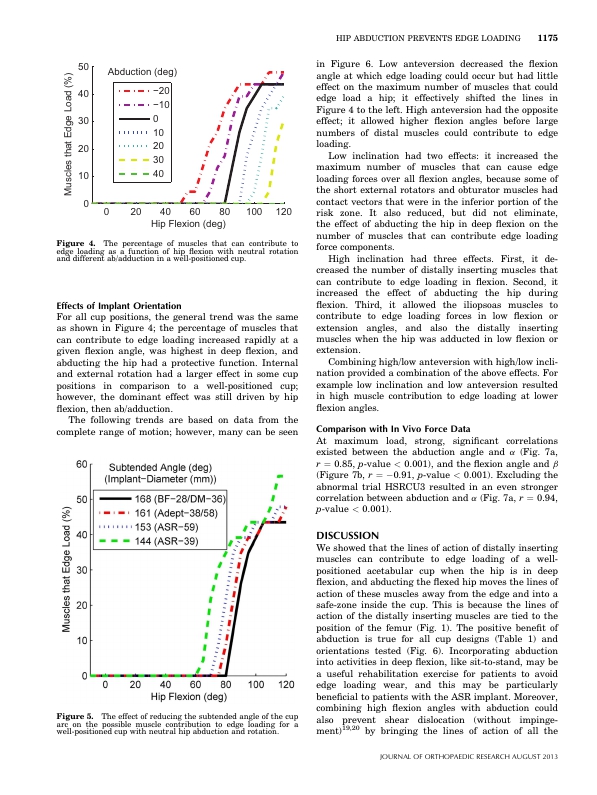 HIP ABDUCTION PREVENTS EDGE LOADING 1175
50
40
30
20
10
0
Muscles that Edge Load (%)
Abduction (deg)
−20
−10
0
10
20
30
40
0 20 40 60 80 100 120
Hip Flexion (deg)
Figure 4. The percentage of muscles that can contribute to
edge loading as a function of hip flexion with neutral rotation
and different ab/adduction in a well-positioned cup.
Effects of Implant Orientation
For all cup positions, the general trend was the same
as shown in Figure 4; the percentage of muscles that
can contribute to edge loading increased rapidly at a
given flexion angle, was highest in deep flexion, and
abducting the hip had a protective function. Internal
and external rotation had a larger effect in some cup
positions in comparison to a well-positioned cup;
however, the dominant effect was still driven by hip
flexion, then ab/adduction.
The following trends are based on data from the
complete range of motion; however, many can be seen
60
50
40
30
20
10
0
Muscles that Edge Load (%)
Subtended Angle (deg)
(Implant−Diameter (mm))
168 (BF−28/DM−36)
161 (Adept−38/58)
153 (ASR−59)
144 (ASR−39)
0 20 40 60 80 100 120
Hip Flexion (deg)
Figure 5. The effect of reducing the subtended angle of the cup
arc on the possible muscle contribution to edge loading for a
well-positioned cup with neutral hip abduction and rotation.
in Figure 6. Low anteversion decreased the flexion
angle at which edge loading could occur but had little
effect on the maximum number of muscles that could
edge load a hip; it effectively shifted the lines in
Figure 4 to the left. High anteversion had the opposite
effect; it allowed higher flexion angles before large
numbers of distal muscles could contribute to edge
loading.
Low inclination had two effects: it increased the
maximum number of muscles that can cause edge
loading forces over all flexion angles, because some of
the short external rotators and obturator muscles had
contact vectors that were in the inferior portion of the
risk zone. It also reduced, but did not eliminate,
the effect of abducting the hip in deep flexion on the
number of muscles that can contribute edge loading
force components.
High inclination had three effects. First, it de-
creased the number of distally inserting muscles that
can contribute to edge loading in flexion. Second, it
increased the effect of abducting the hip during
flexion. Third, it allowed the iliopsoas muscles to
contribute to edge loading forces in low flexion or
extension angles, and also the distally inserting
muscles when the hip was adducted in low flexion or
extension.
Combining high/low anteversion with high/low incli-
nation provided a combination of the above effects. For
example low inclination and low anteversion resulted
in high muscle contribution to edge loading at lower
flexion angles.
Comparison with In Vivo Force Data
At maximum load, strong, significant correlations
existed between the abduction angle and α (Fig. 7a,
r = 0.85, p-value < 0.001), and the flexion angle and β
(Figure 7b, r = −0.91, p-value < 0.001). Excluding the
abnormal trial HSRCU3 resulted in an even stronger
correlation between abduction and α (Fig. 7a, r = 0.94,
p-value < 0.001).
DISCUSSION
We showed that the lines of action of distally inserting
muscles can contribute to edge loading of a well-
positioned acetabular cup when the hip is in deep
flexion, and abducting the flexed hip moves the lines of
action of these muscles away from the edge and into a
safe-zone inside the cup. This is because the lines of
action of the distally inserting muscles are tied to the
position of the femur (Fig. 1). The positive benefit of
abduction is true for all cup designs (Table 1) and
orientations tested (Fig. 6). Incorporating abduction
into activities in deep flexion, like sit-to-stand, may be
a useful rehabilitation exercise for patients to avoid
edge loading wear, and this may be particularly
beneficial to patients with the ASR implant. Moreover,
combining high flexion angles with abduction could
also prevent shear dislocation (without impinge-
ment)19,20 by bringing the lines of action of all the
JOURNAL OF ORTHOPAEDIC RESEARCH AUGUST 2013